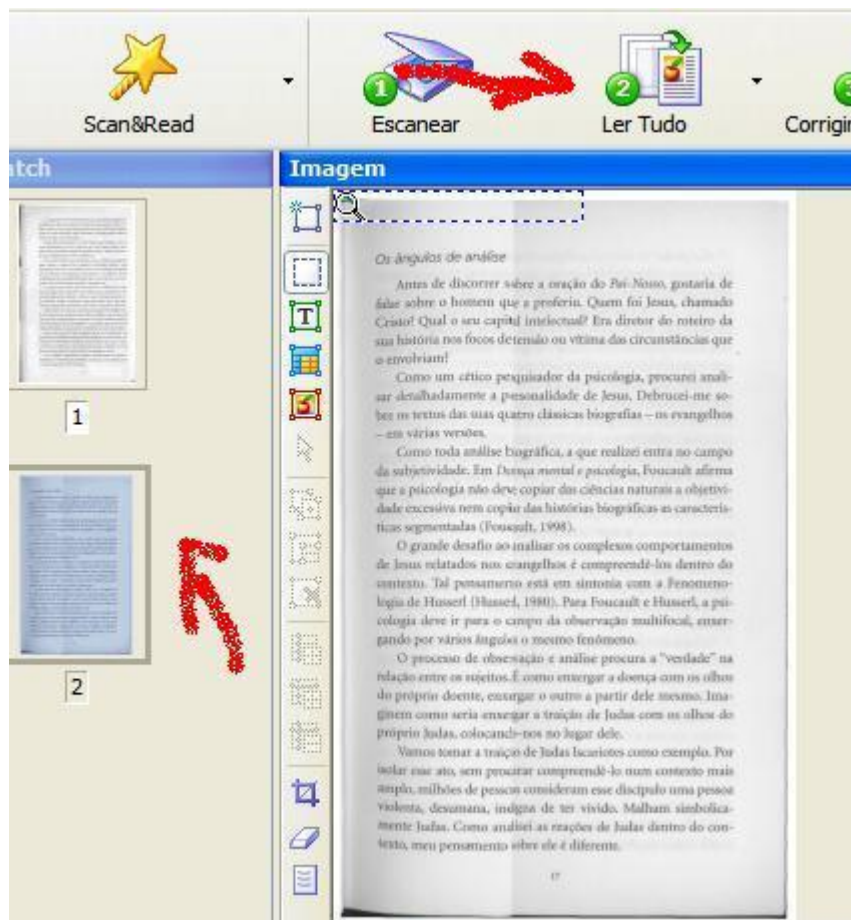 Scan&Read
1
Escanear
2
Ler Tudo
3
Corrigir
atch
Imagem
1
2
Os ângulos de análise
Antes de discorrer sobre a oração do Pai-Nosso, gostaria de
falar sobre o homem que a proferiu. Quem foi Jesus, chamado
Cristo? Qual o seu capital intelectual? Era diretor do roteiro da
sua história nos focos de tensão ou vítima das circunstâncias que
o envolviam?
Como um cético pesquisador da psicologia, procurei anali-
sar detalhadamente a personalidade de Jesus. Debrucei-me so-
bre os textos das suas quatro clássicas biografias – os evangelhos
– em várias versões.
Como toda análise biográfica, a que realizei entra no campo
da subjetividade. Em Doença mental e psicologia, Foucault afirma
que a psicologia não deve copiar das ciências naturais a objetivi-
dade excessiva nem copiar das histórias biográficas as caracterís-
ticas segmentadas (Foucault, 1998).
O grande desafio ao analisar os complexos comportamentos
de Jesus relatados nos evangelhos é compreendê-los dentro do
contexto. Tal pensamento está em sintonia com a Fenomeno-
logia de Husserl (Husserl, 1980). Para Foucault e Husserl, a psi-
cologia deve ir para o campo da observação multifocal, enxer-
gando por vários ângulos o mesmo fenômeno.
O processo de observação e análise procura a "verdade" na
relação entre os sujeitos. É como enxergar a doença com os olhos
do próprio doente, enxergar o outro a partir dele mesmo. Ima-
ginem como seria enxergar a traição de Judas com os olhos do
próprio Judas, colocando-nos no lugar dele.
Vamos tomar a traição de Judas Iscariotes como exemplo. Por
isolar esse ato, sem procurar compreendê-lo num contexto mais
amplo, milhões de pessoas consideram esse discípulo uma pessoa
violenta, desumana, indigna de ter vivido. Malham simbolica-
mente Judas. Como analisei as reações de Judas dentro do con-
texto, meu pensamento sobre ele é diferente.
17